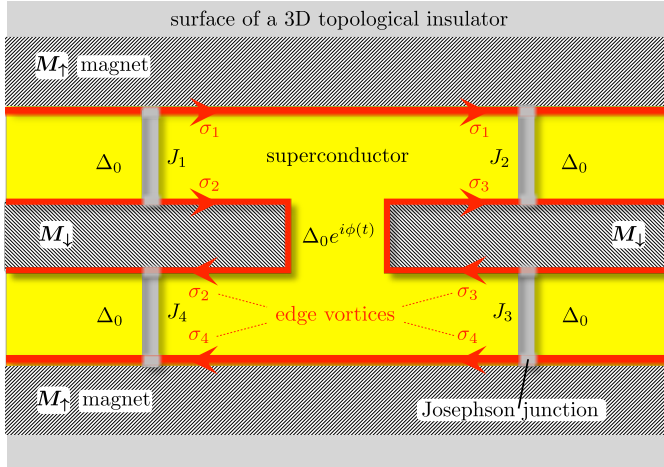 surface of a 3D topological insulator
M↑ magnet
σ₁ σ₁
Δ₀ J₁ superconductor J₂ Δ₀
σ₂ σ₃
M↓ Δ₀e^{iϕ(t)} M↓
σ₂ σ₃
Δ₀ J₄ edge vortices J₃ Δ₀
σ₄ σ₄
M↑ magnet
Josephson junction